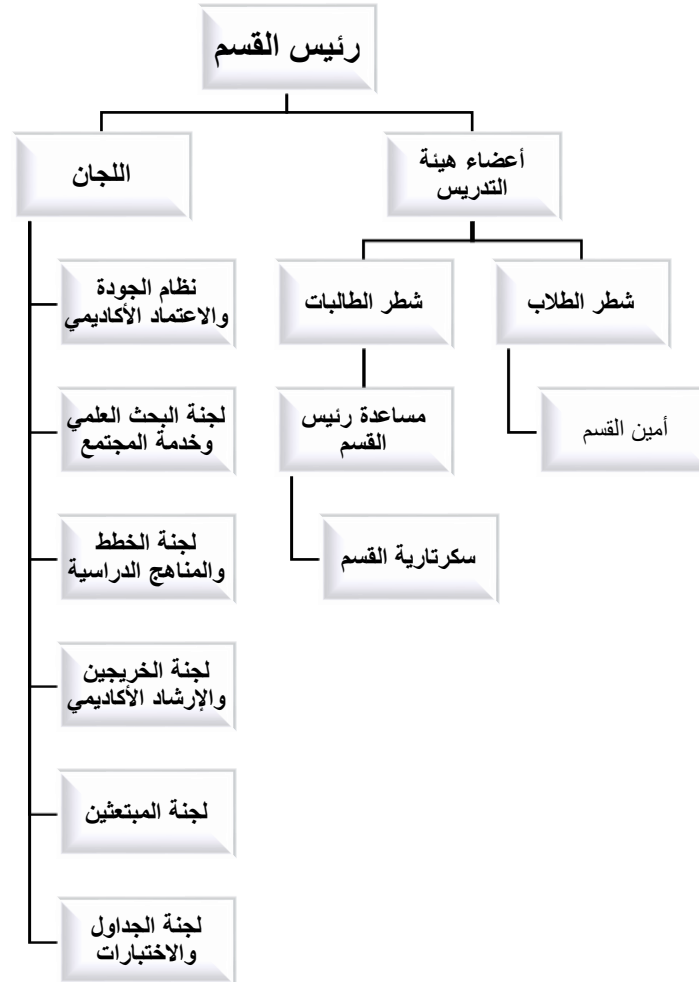 رئيس القسم
أعضاء هيئة
التدريس
اللجان
شطر الطلاب
شطر الطالبات
أمين القسم
مساعدة رئيس
القسم
سكرتارية القسم
نظام الجودة
والاعتماد الأكاديمي
لجنة البحث العلمي
وخدمة المجتمع
لجنة الخطط
والمناهج الدراسية
لجنة الخريجين
والإرشاد الأكاديمي
لجنة المبتعثين
لجنة الجداول
والاختبارات